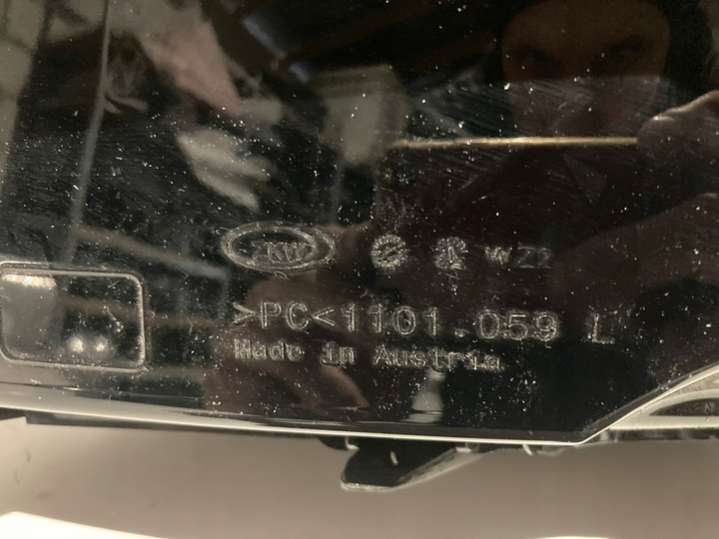 ZKW WZ2
>PC<1101.059 L
Made in Austria